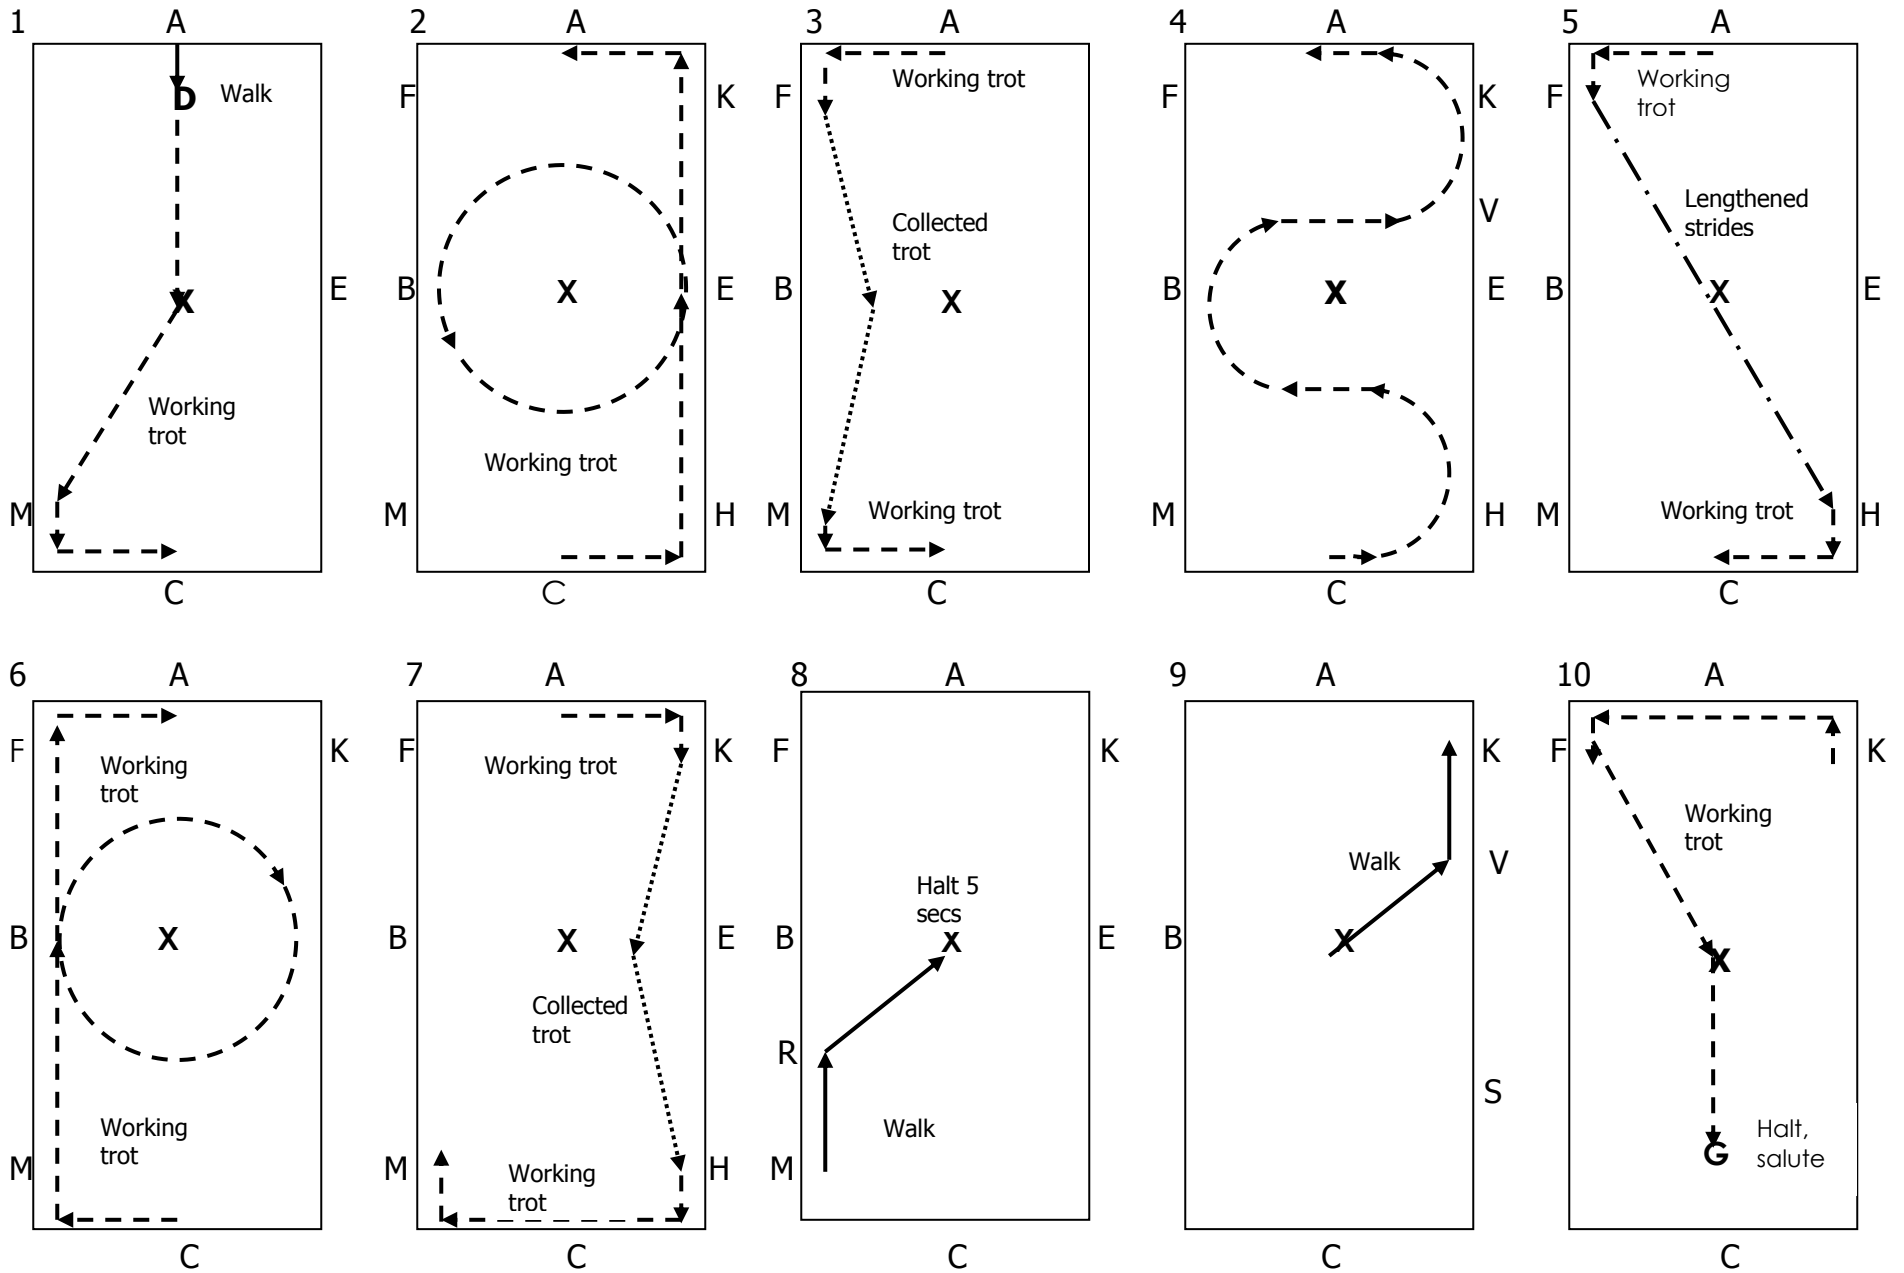 1 A
D Walk
X E
Working
trot
M
C
2 A
F K
B X E
Working trot
M H
C
3 A
Working trot
F
Collected
trot
B X
M Working trot
C
4 A
F K
V
B X E
M H
C
5 A
Working
trot
F
Lengthened
strides
B X E
M Working trot H
C
6 A
F K
Working
trot
B X
Working
trot
M
C
7 A
F Working trot K
B X E
Collected
trot
M H
Working
trot
C
8 A
F K
Halt 5
secs
B X E
R
Walk
M
C
9 A
K
Walk V
B X
S
C
10 A
F K
Working
trot
X
G Halt,
salute
C